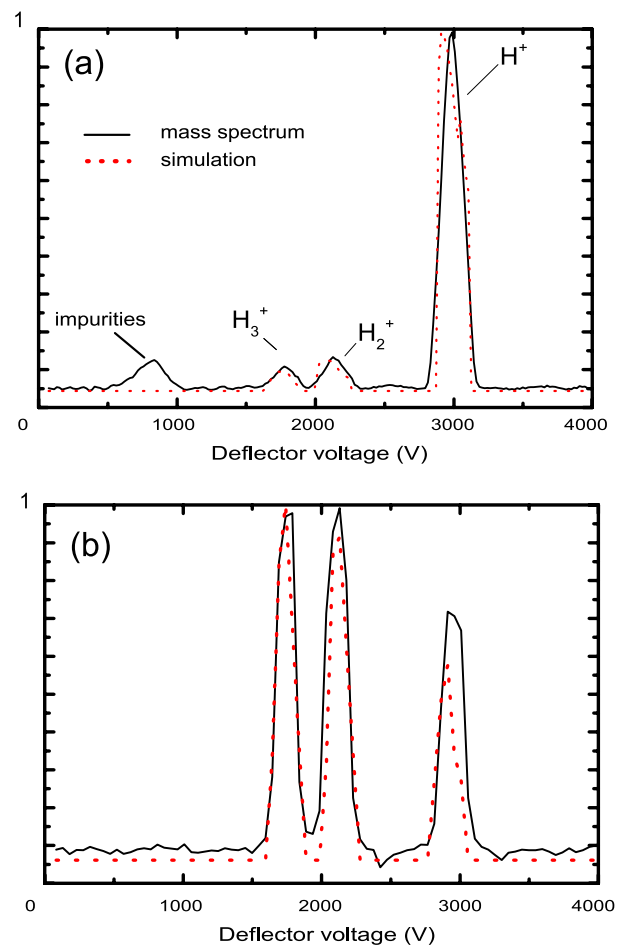 1
(a)
H⁺
mass spectrum
simulation
impurities
H₃⁺
H₂⁺
0 1000 2000 3000 4000
Deflector voltage (V)
1
(b)
0 1000 2000 3000 4000
Deflector voltage (V)